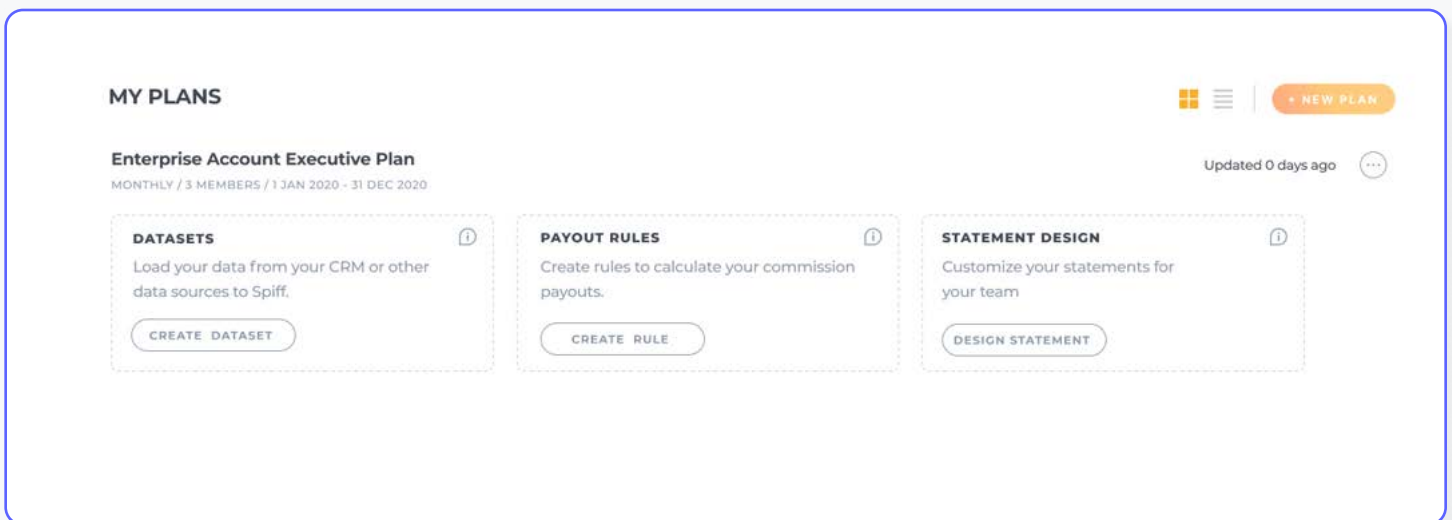 MY PLANS
+ NEW PLAN
Enterprise Account Executive Plan
Updated 0 days ago
MONTHLY / 3 MEMBERS / 1 JAN 2020 - 31 DEC 2020
DATASETS
Load your data from your CRM or other
data sources to Spiff.
CREATE DATASET
PAYOUT RULES
Create rules to calculate your commission
payouts.
CREATE RULE
STATEMENT DESIGN
Customize your statements for
your team
DESIGN STATEMENT